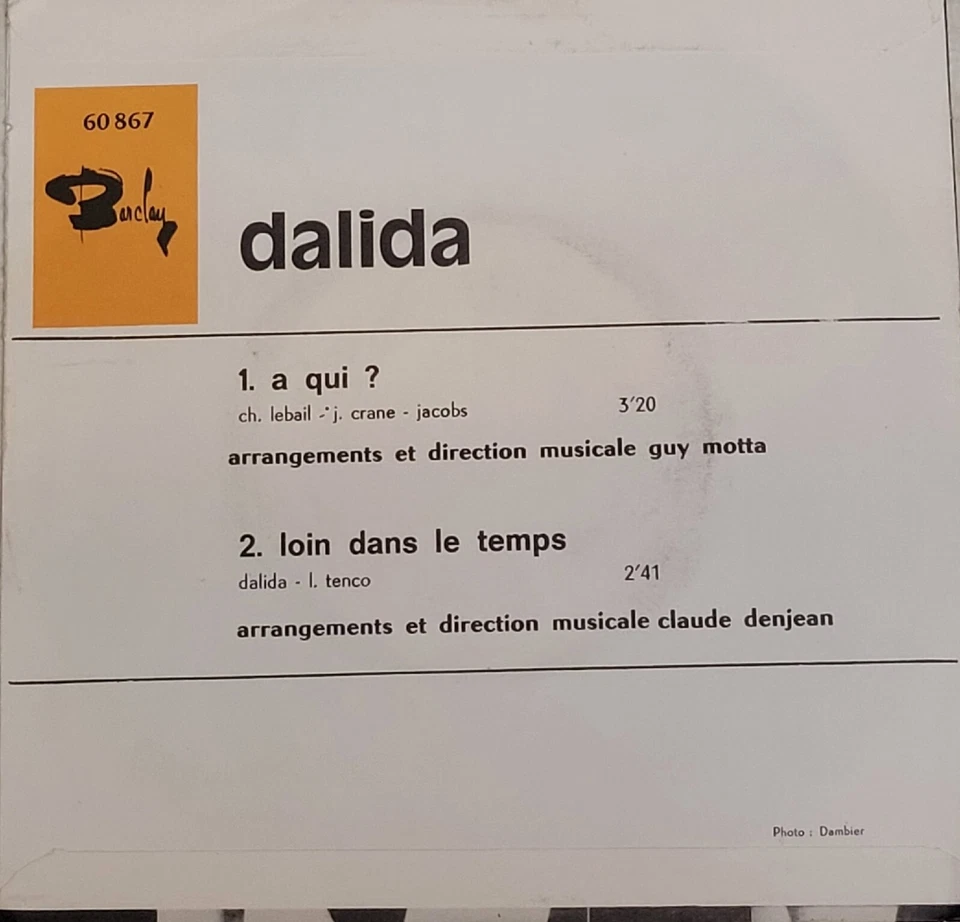 60 867
Barclay
dalida
1. a qui ?
ch. lebail - j. crane - jacobs
3'20
arrangements et direction musicale guy motta
2. loin dans le temps
dalida - l. tenco
2'41
arrangements et direction musicale claude denjean
Photo : Dambier